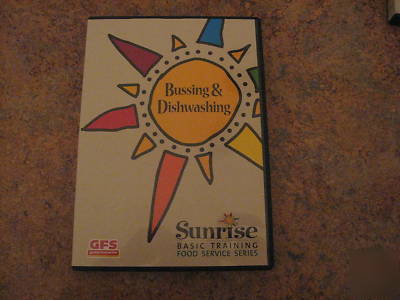 Bussing &
Dishwashing
GFS
Sunrise
BASIC TRAINING
FOOD SERVICE SERIES